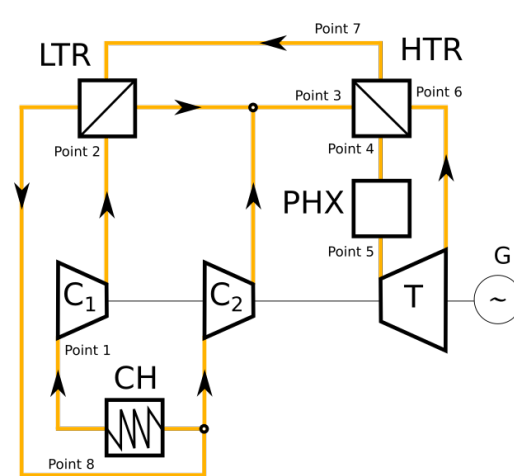 Point 7
LTR
HTR
Point 3
Point 6
Point 2
Point 4
PHX
Point 5
G
C1
C2
T
~
Point 1
CH
Point 8